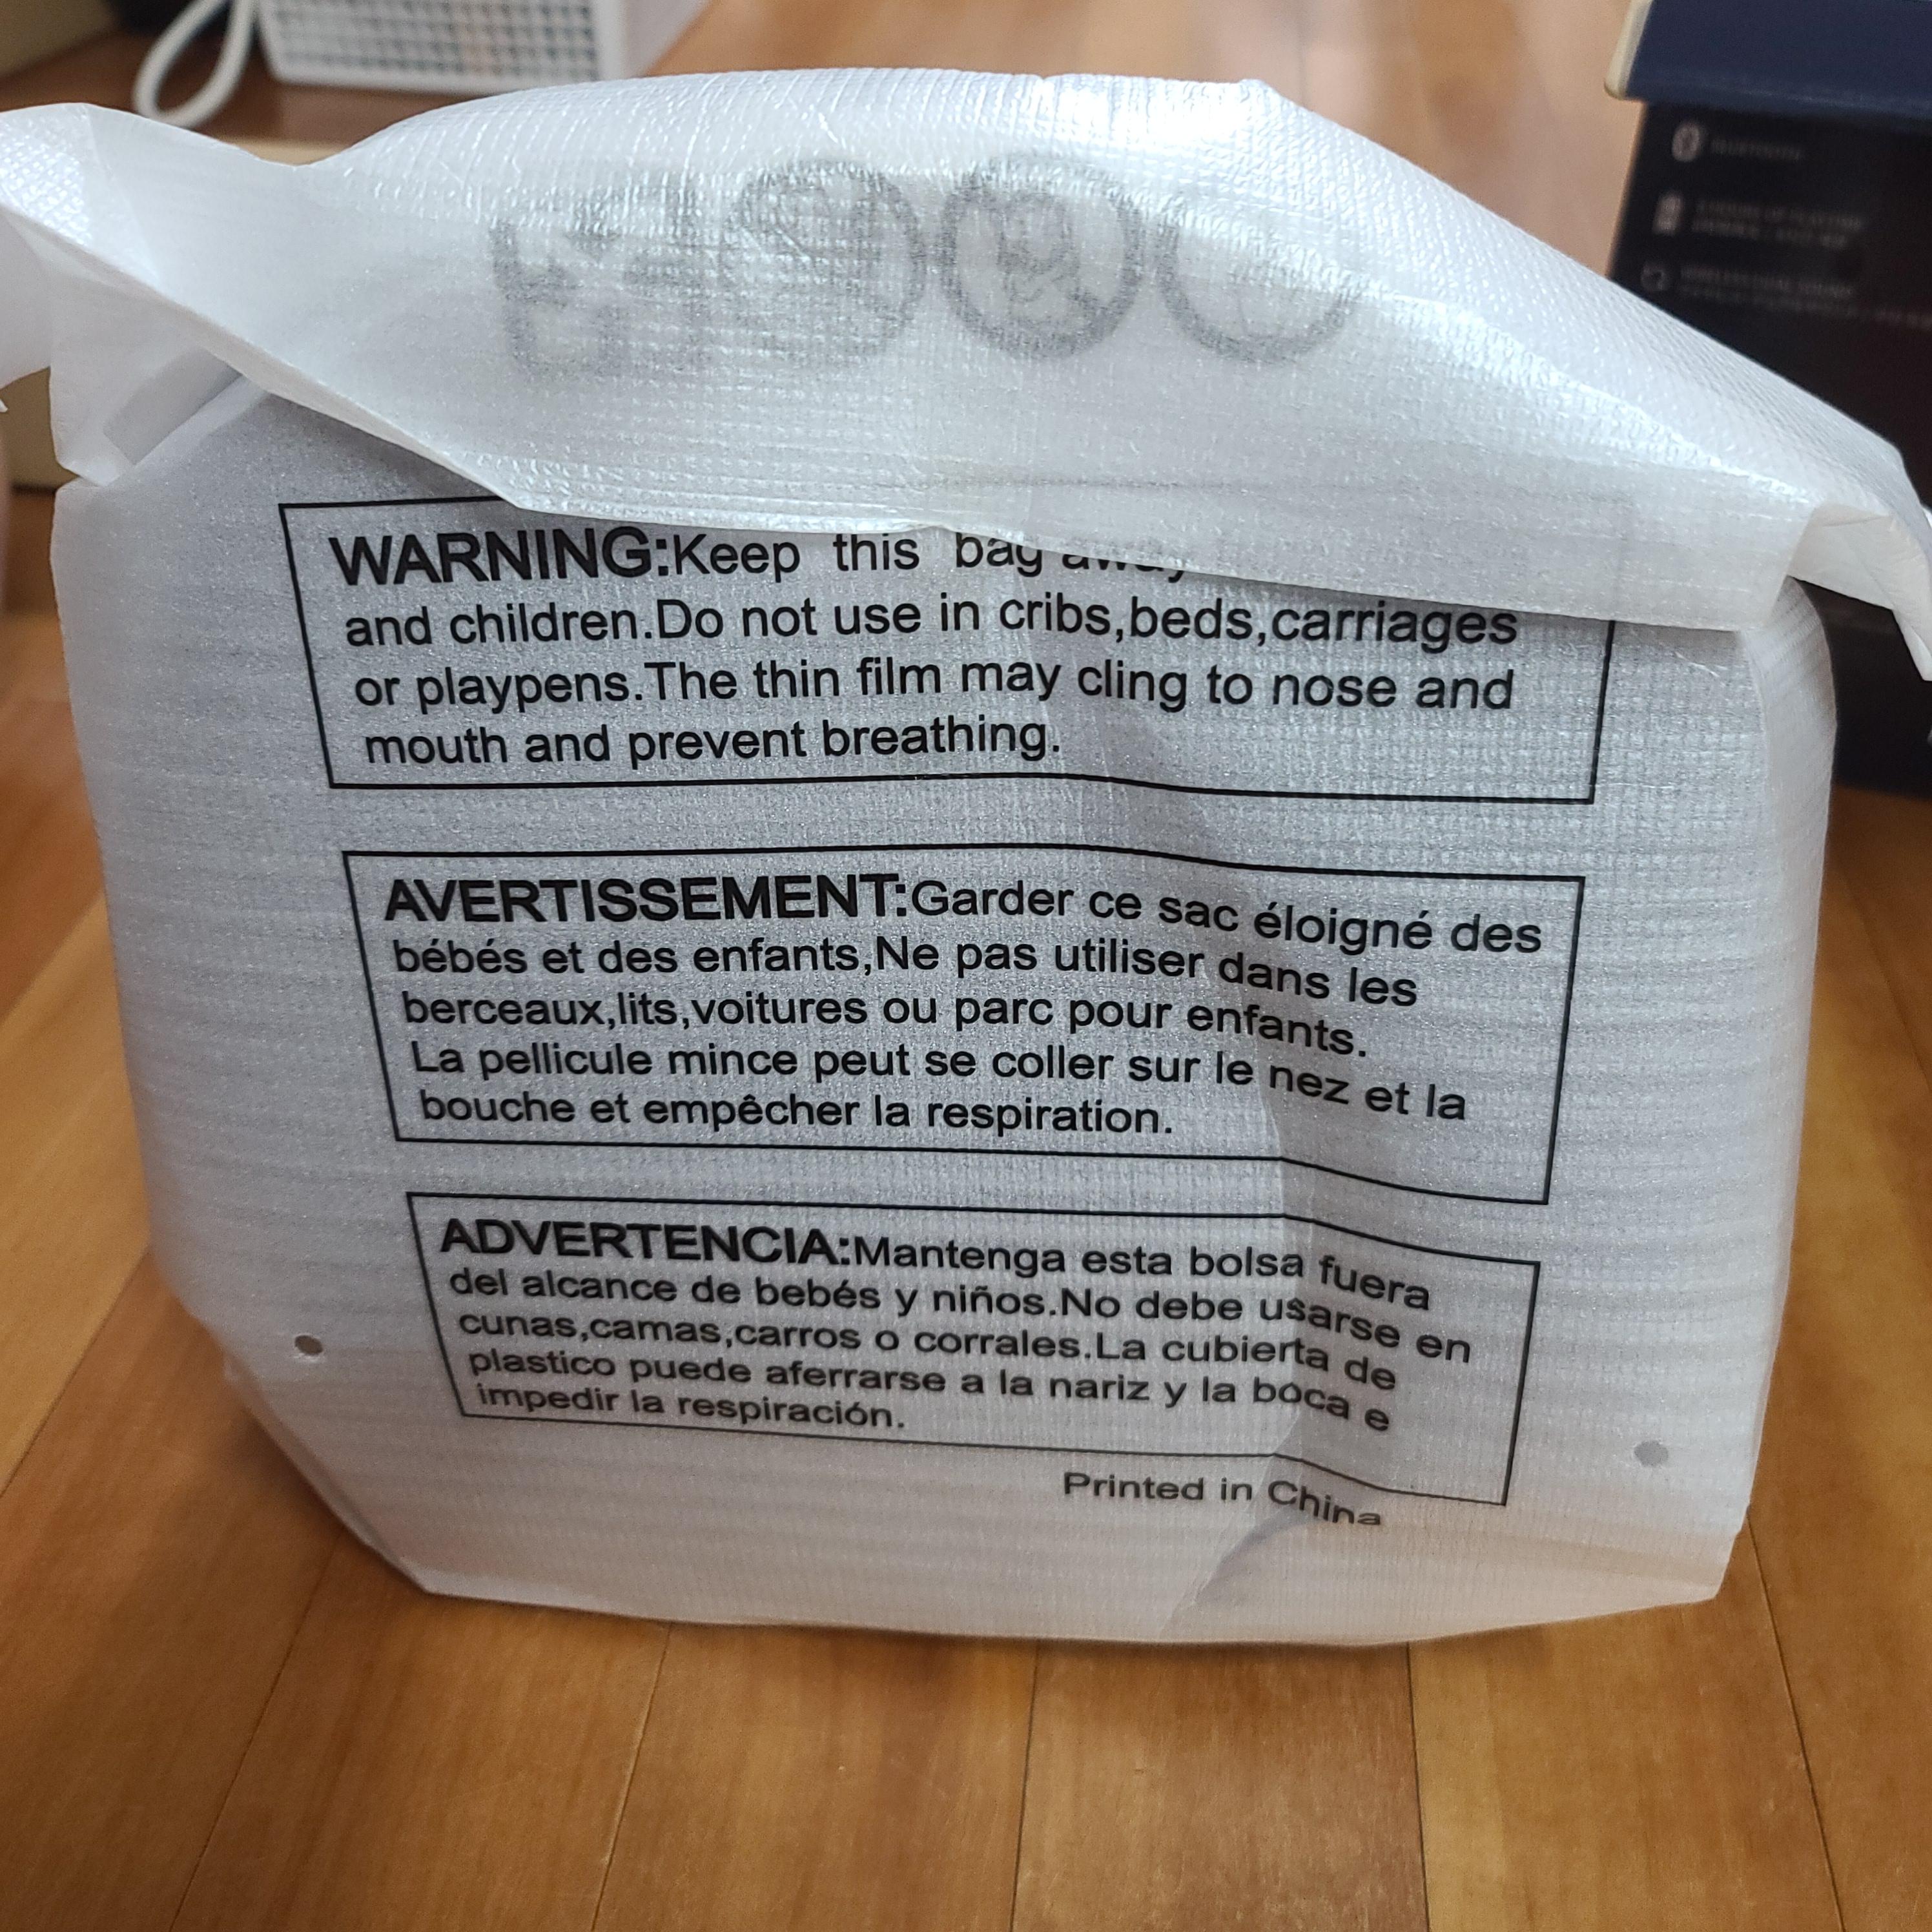 BLUETOOTH
WARNING:Keep this bag away
and children.Do not use in cribs,beds,carriages
or playpens.The thin film may cling to nose and
mouth and prevent breathing.
AVERTISSEMENT:Garder ce sac éloigné des
bébés et des enfants,Ne pas utiliser dans les
berceaux,lits,voitures ou parc pour enfants.
La pellicule mince peut se coller sur le nez et la
bouche et empêcher la respiration.
ADVERTENCIA:Mantenga esta bolsa fuera
del alcance de bebés y niños.No debe usarse en
cunas,camas,carros o corrales.La cubierta de
plastico puede aferrarse a la nariz y la boca e
impedir la respiración.
Printed in China